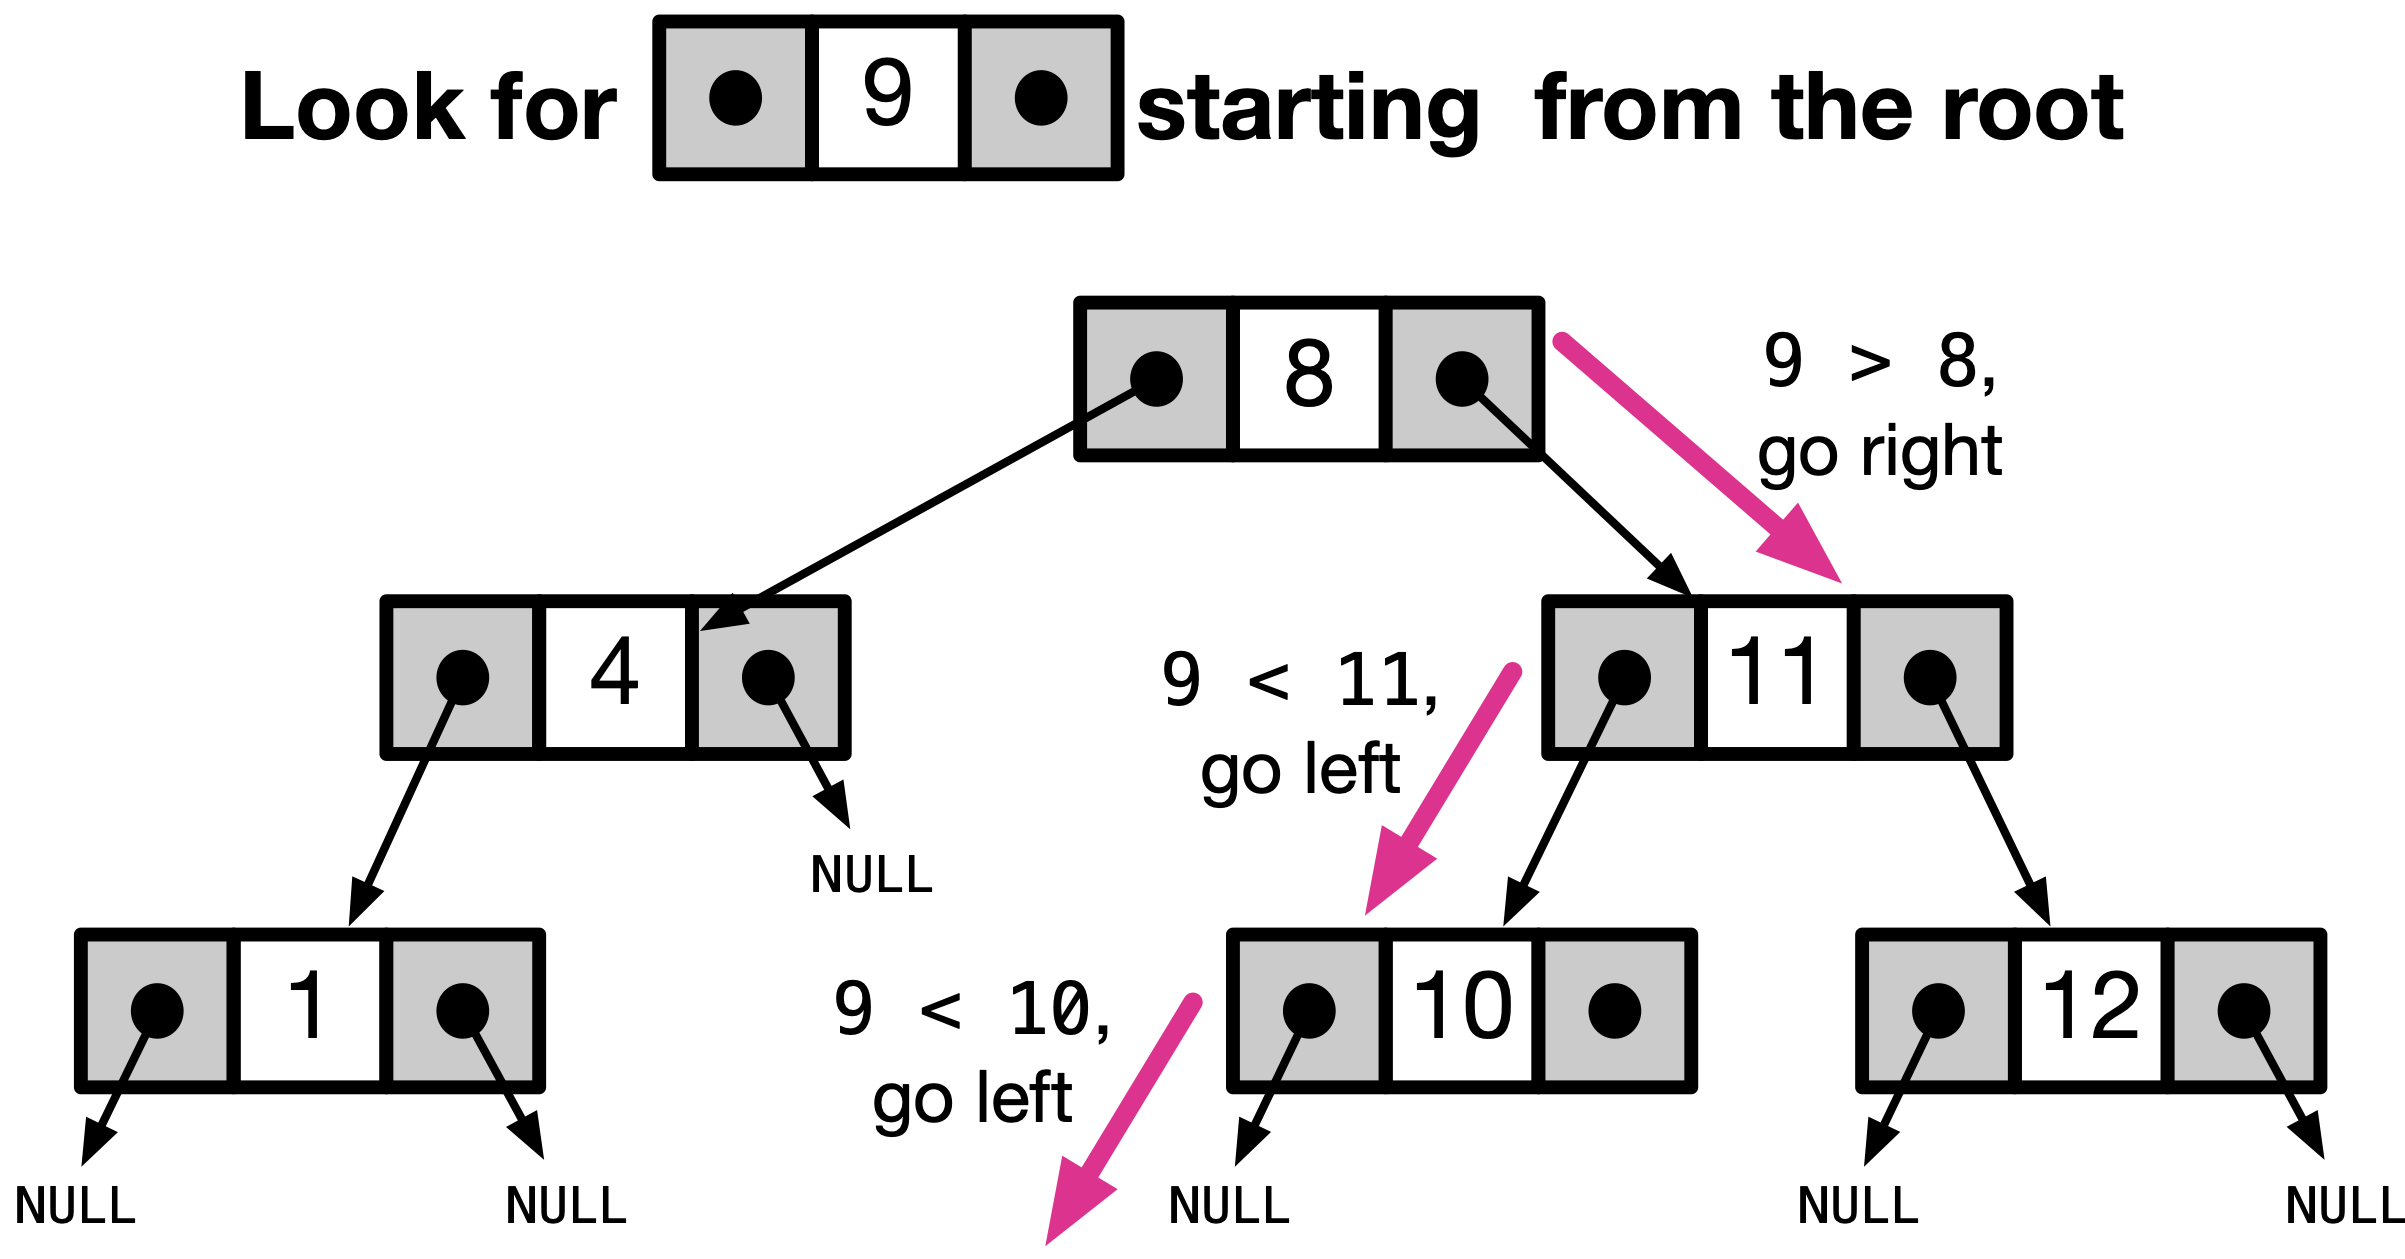 Look for 9 starting from the root
8
9 > 8,
go right
4
11
9 < 11,
go left
NULL
1
10
12
9 < 10,
go left
NULL
NULL
NULL
NULL
NULL